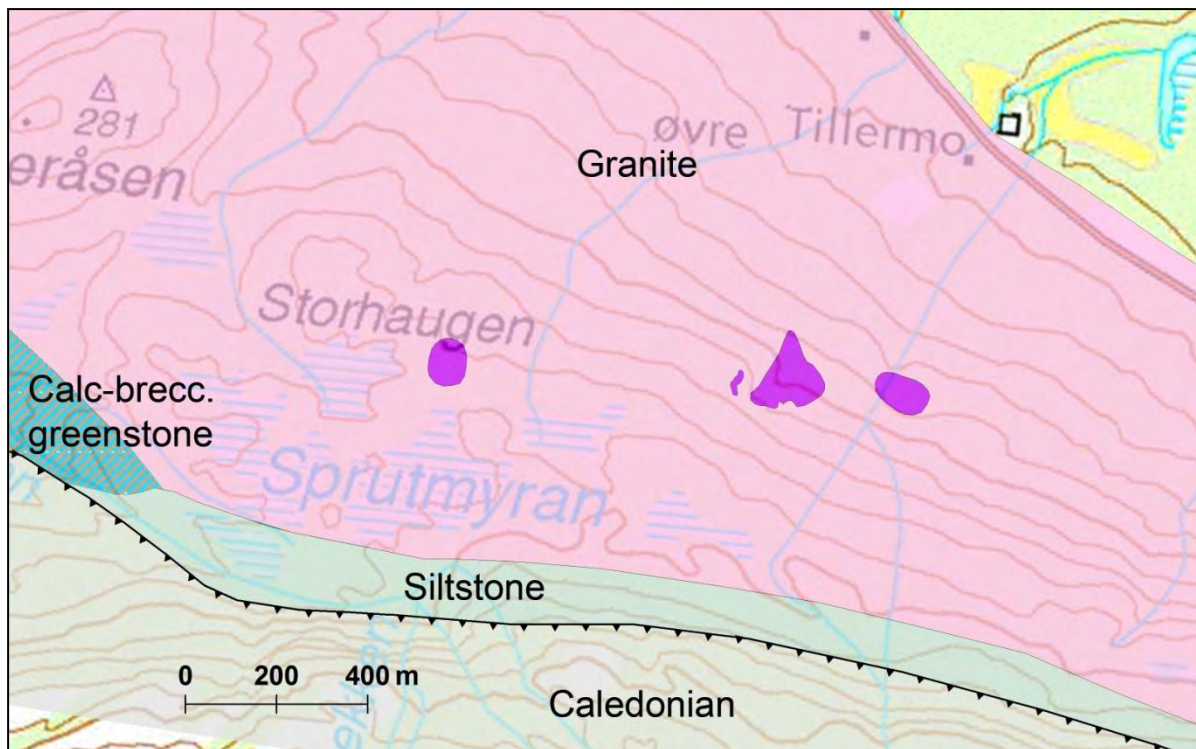 281
eråsen
øvre Tillermo
Granite
Storhaugen
Calc-brecc.
greenstone
Sprutmyran
Siltstone
0 200 400 m
Caledonian